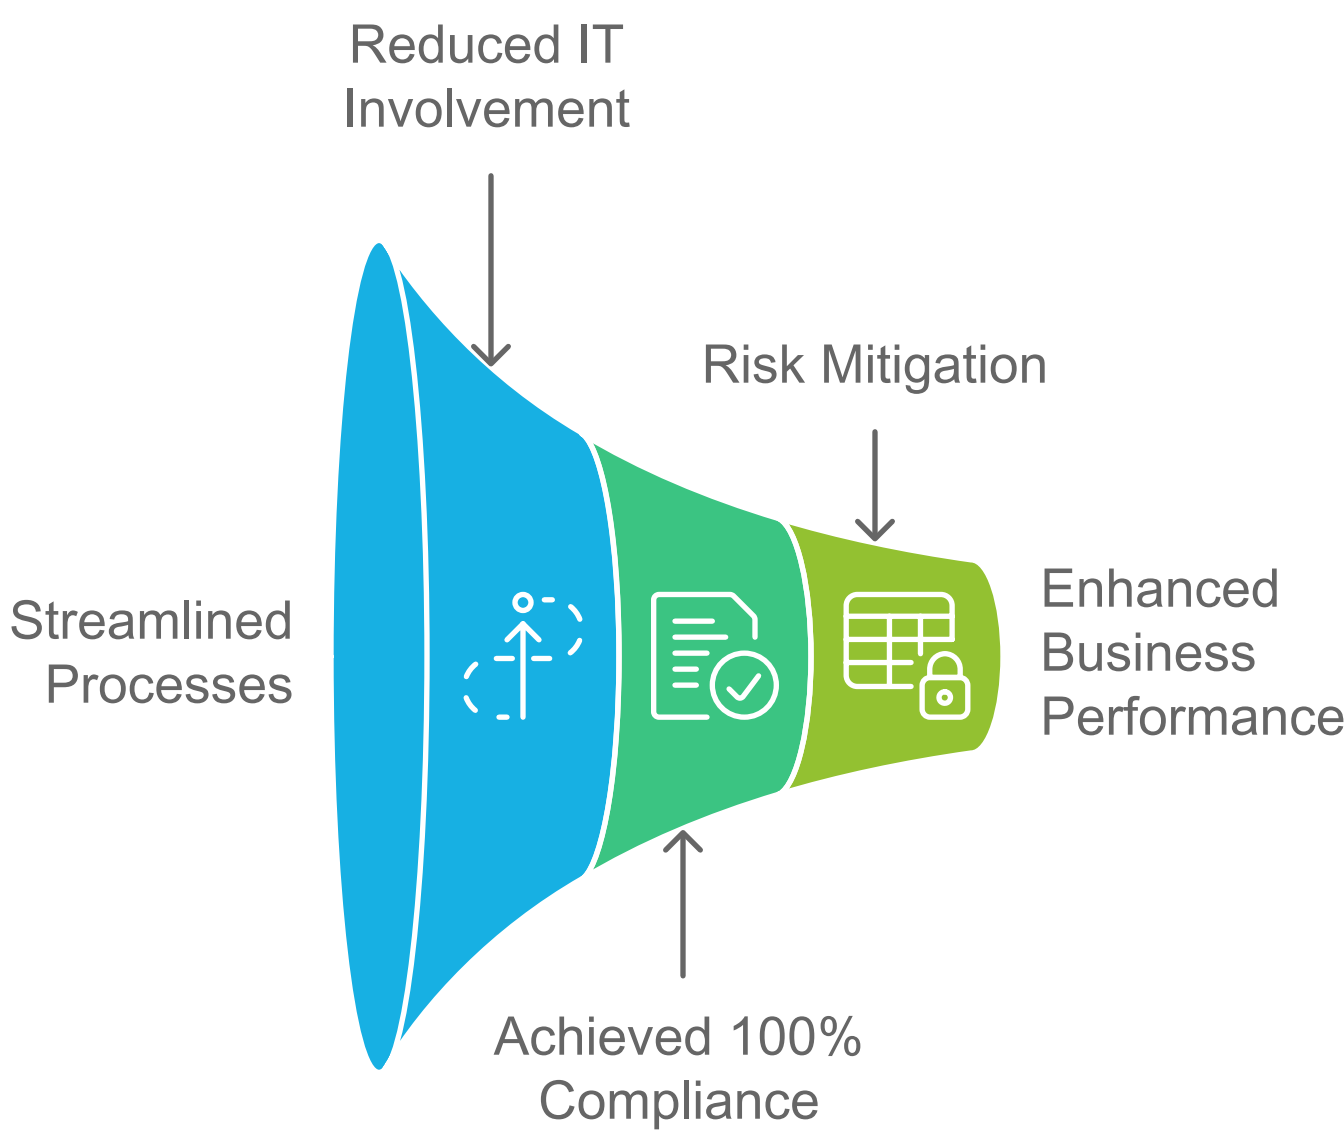 Reduced IT
Involvement
Risk Mitigation
Streamlined
Processes
Enhanced
Business
Performance
Achieved 100%
Compliance